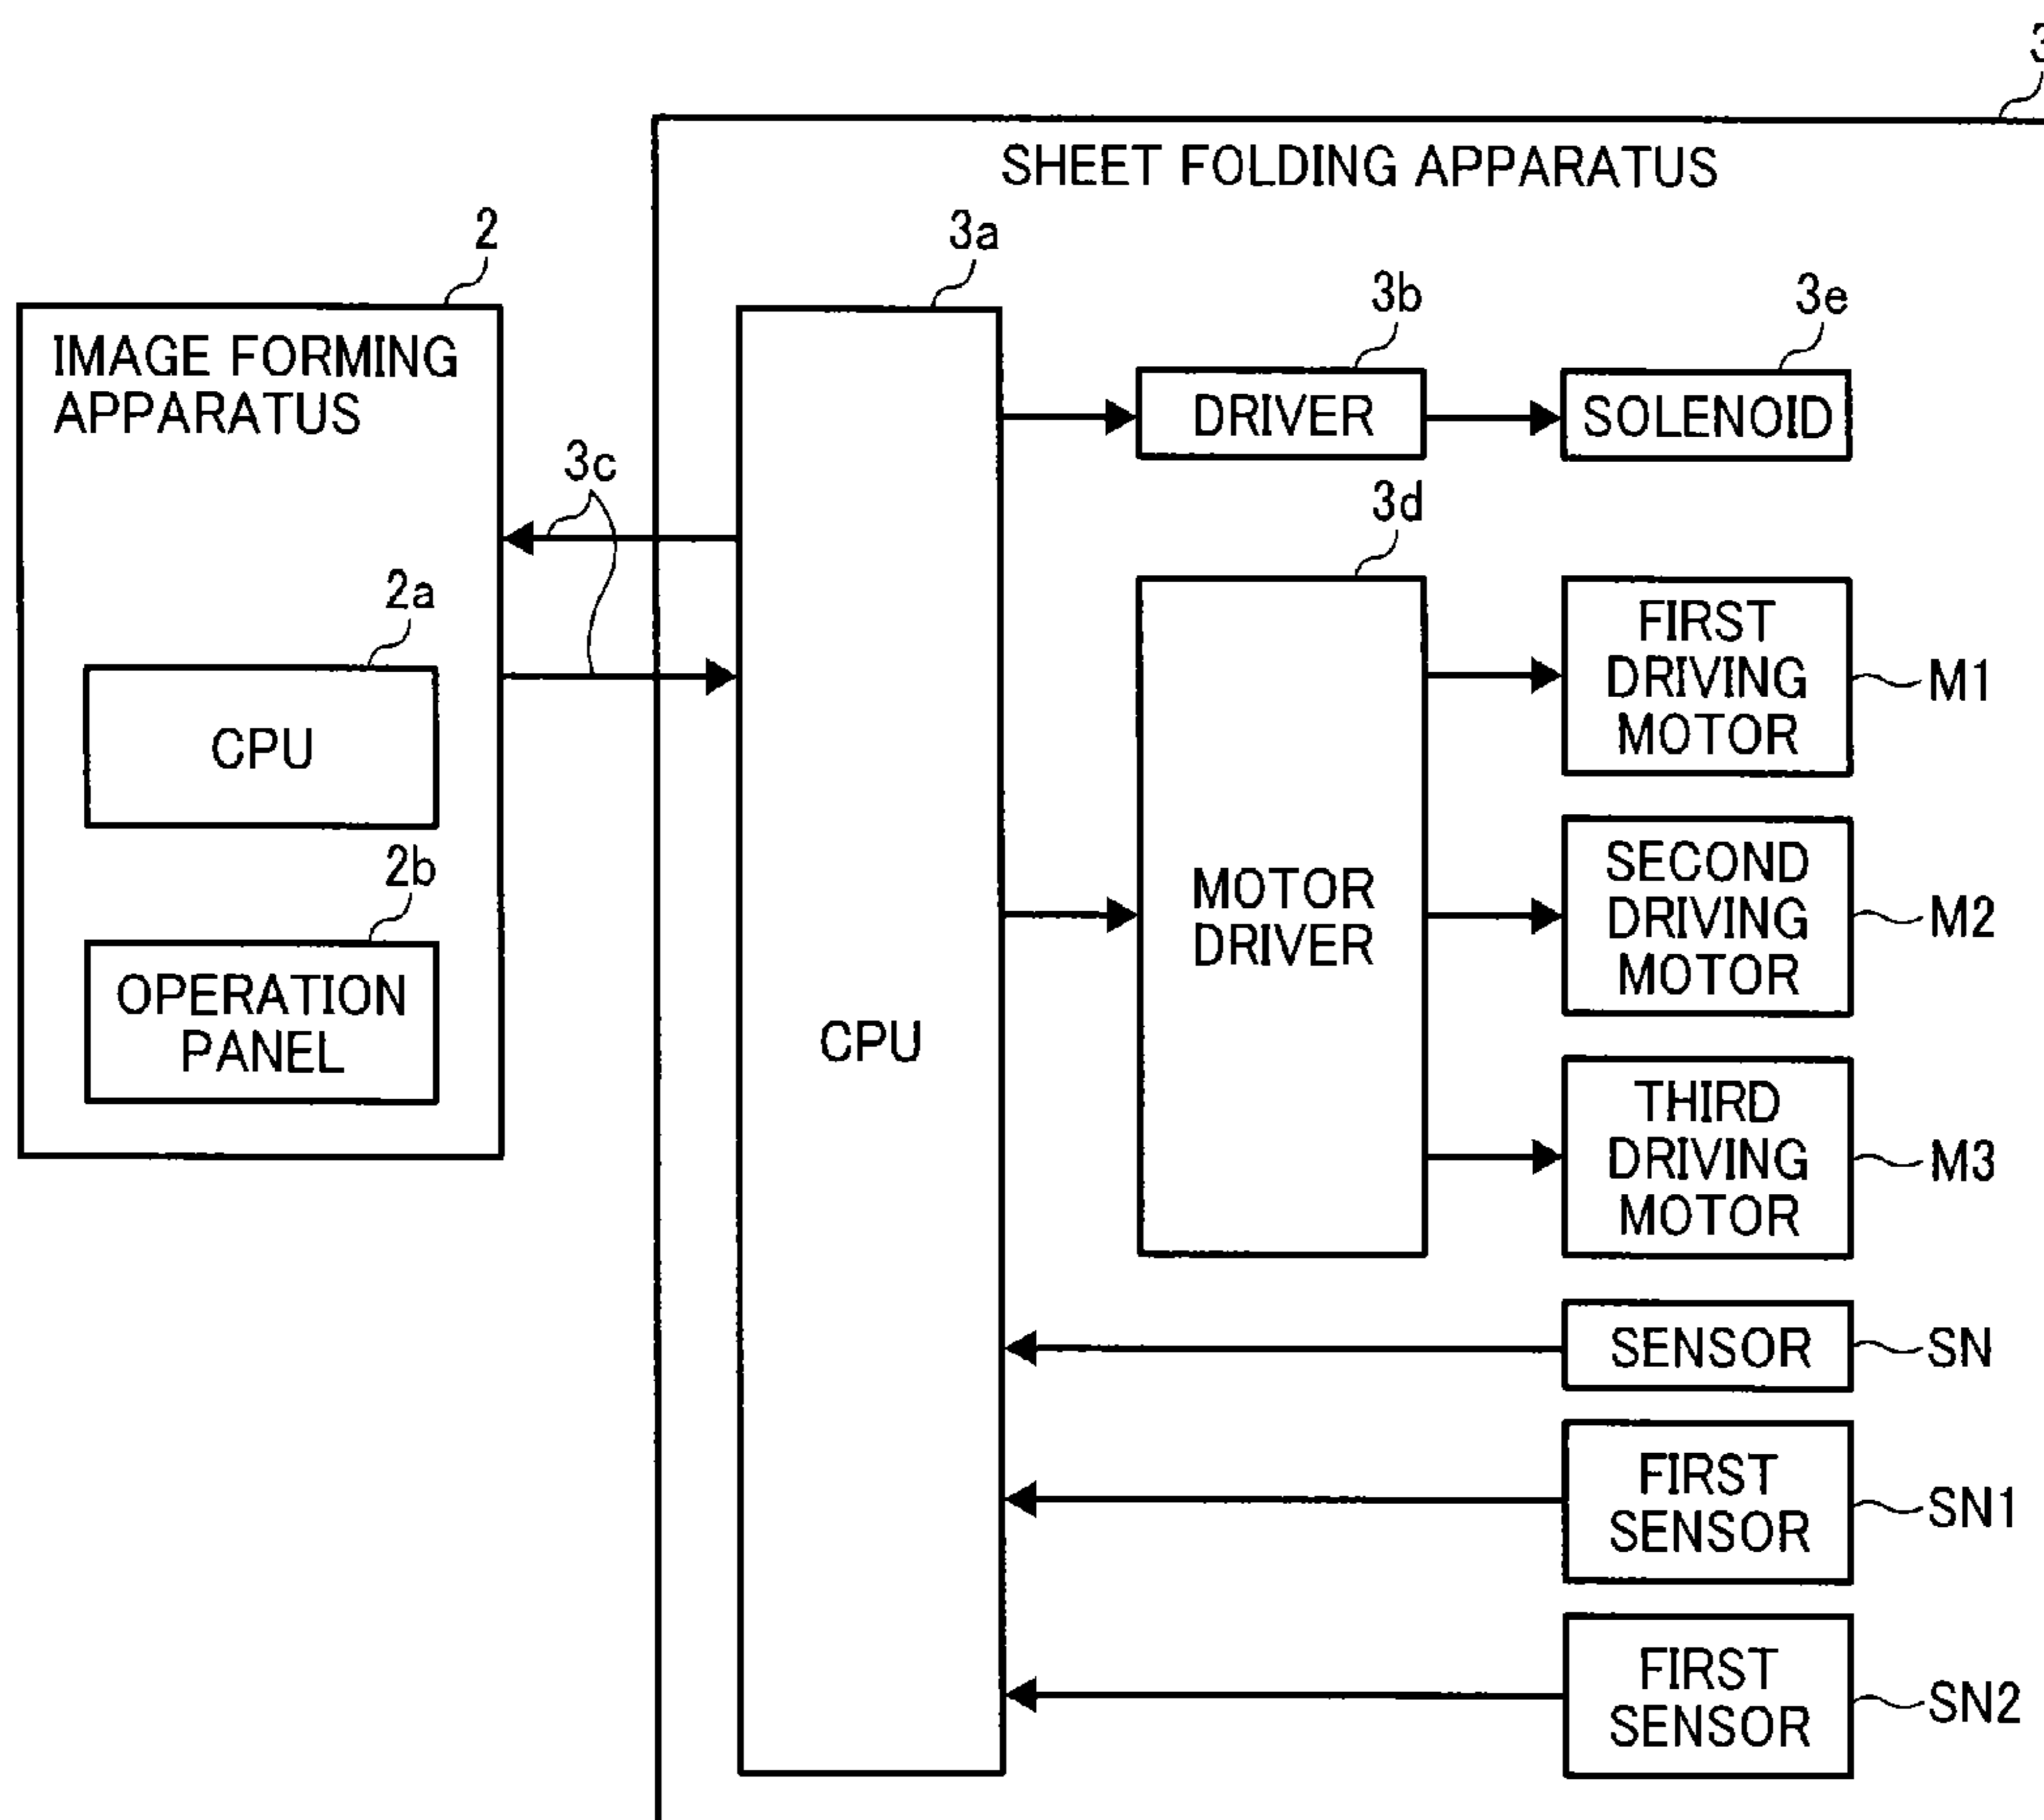 3
SHEET FOLDING APPARATUS
2
3a
3b
3e
IMAGE FORMING
APPARATUS
DRIVER
SOLENOID
3c
3d
2a
CPU
2b
OPERATION
PANEL
CPU
MOTOR
DRIVER
FIRST
DRIVING
MOTOR
M1
SECOND
DRIVING
MOTOR
M2
THIRD
DRIVING
MOTOR
M3
SENSOR
SN
FIRST
SENSOR
SN1
FIRST
SENSOR
SN2